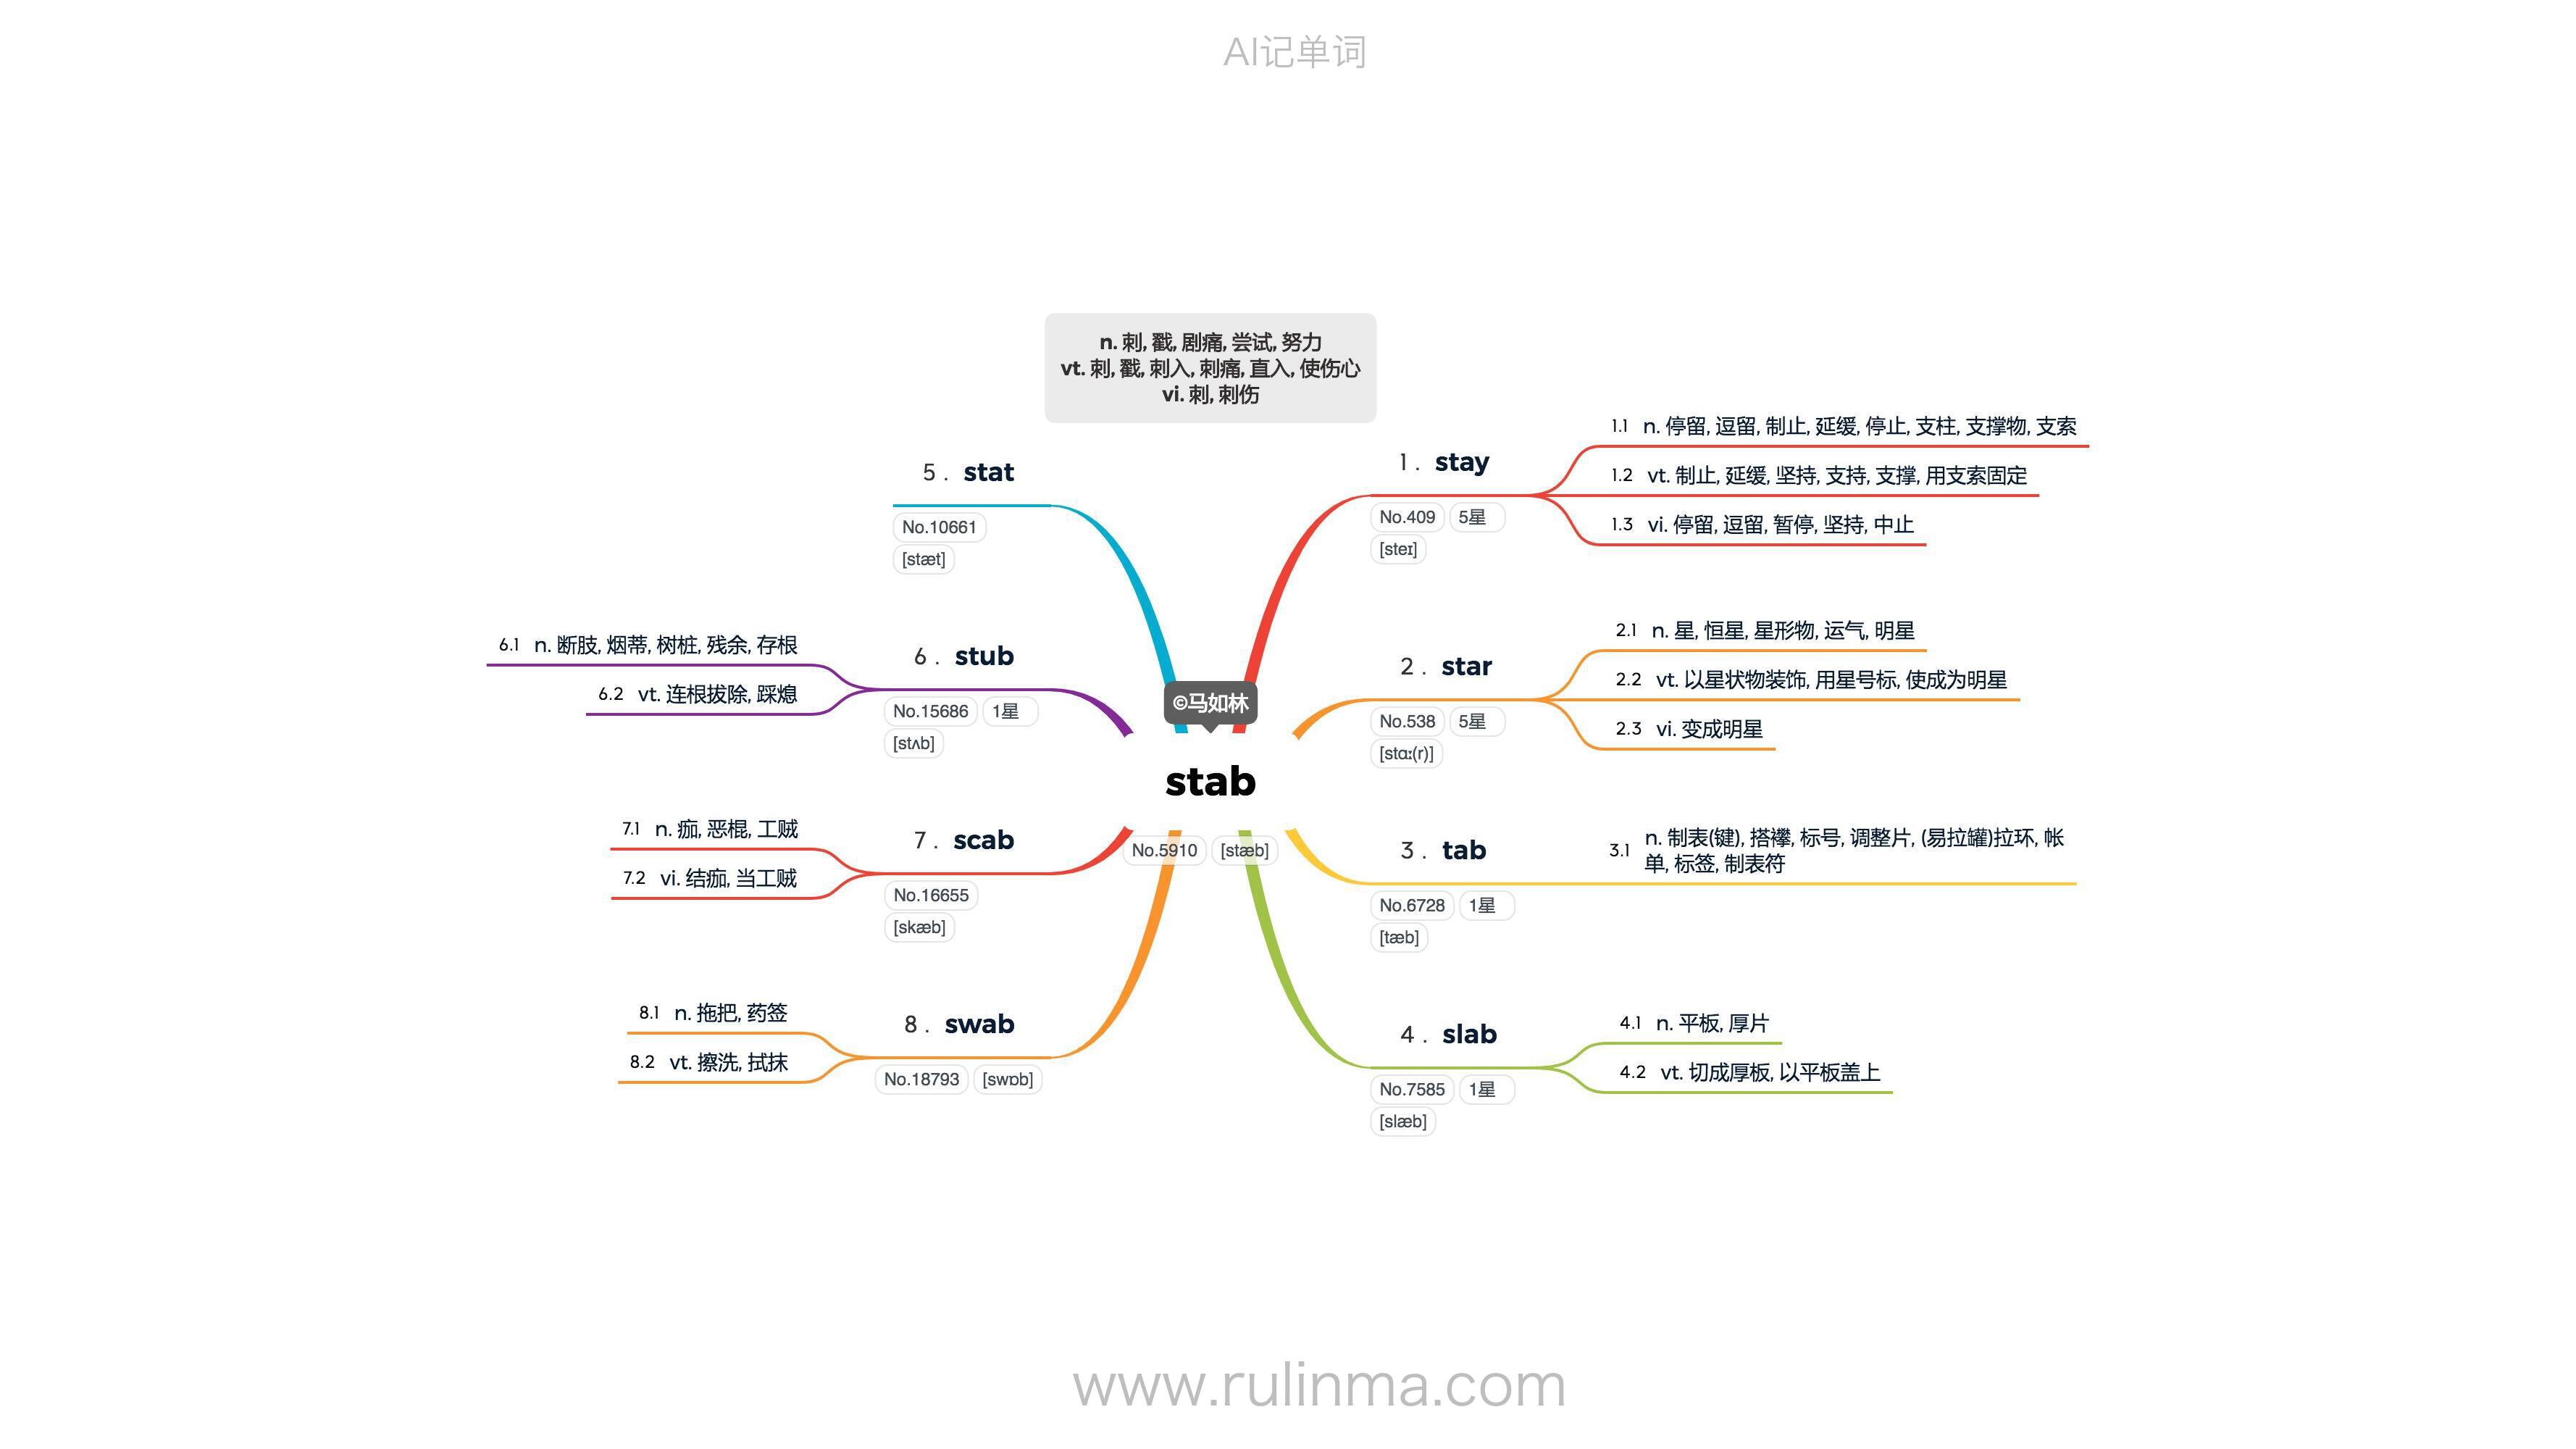 AI记单词
n. 刺, 戳, 剧痛, 尝试, 努力
vt. 刺, 戳, 刺入, 刺痛, 直入, 使伤心
vi. 刺, 刺伤
©马如林
stab
No.5910 [stæb]
1. stay
No.409 5星
[steɪ]
1.1 n. 停留, 逗留, 制止, 延缓, 停止, 支柱, 支撑物, 支索
1.2 vt. 制止, 延缓, 坚持, 支持, 支撑, 用支索固定
1.3 vi. 停留, 逗留, 暂停, 坚持, 中止
2. star
No.538 5星
[stɑː(r)]
2.1 n. 星, 恒星, 星形物, 运气, 明星
2.2 vt. 以星状物装饰, 用星号标, 使成为明星
2.3 vi. 变成明星
3. tab
No.6728 1星
[tæb]
3.1 n. 制表(键), 搭襻, 标号, 调整片, (易拉罐)拉环, 帐
单, 标签, 制表符
4. slab
No.7585 1星
[slæb]
4.1 n. 平板, 厚片
4.2 vt. 切成厚板, 以平板盖上
5. stat
No.10661
[stæt]
6. stub
No.15686 1星
[stʌb]
6.1 n. 断肢, 烟蒂, 树桩, 残余, 存根
6.2 vt. 连根拔除, 踩熄
7. scab
No.16655
[skæb]
7.1 n. 痂, 恶棍, 工贼
7.2 vi. 结痂, 当工贼
8. swab
No.18793 [swɒb]
8.1 n. 拖把, 药签
8.2 vt. 擦洗, 拭抹
www.rulinma.com